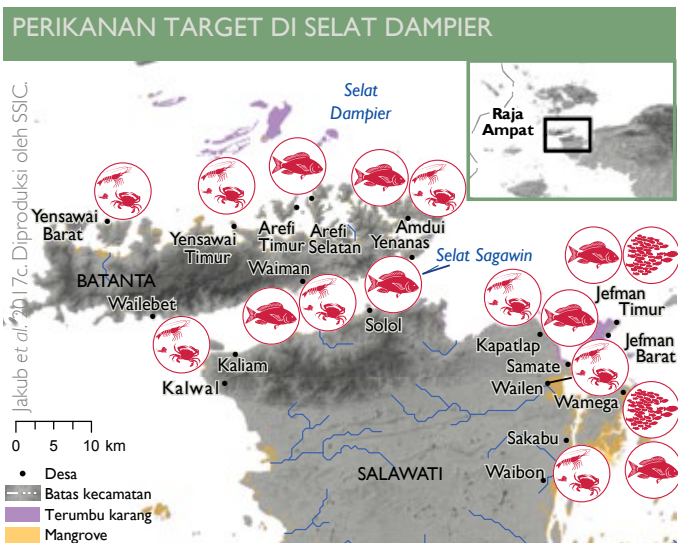 PERIKANAN TARGET DI SELAT DAMPIER
Jakub et al. 2017c. Diproduksi oleh SSIC.
Selat
Dampier
Raja
Ampat
Yensawai
Barat
Yensawai
Timur
Arefi
Timur
Arefi
Selatan
Amdui
Yenanas
Selat Sagawin
Waiman
BATANTA
Wailebet
Solol
Jefman
Timur
Jefman
Barat
Kapatlap
Samate
Kaliam
Kalwal
Wailen
Wamega
Sakabu
SALAWATI
Waibon
0 5 10 km
Desa
Batas kecamatan
Terumbu karang
Mangrove